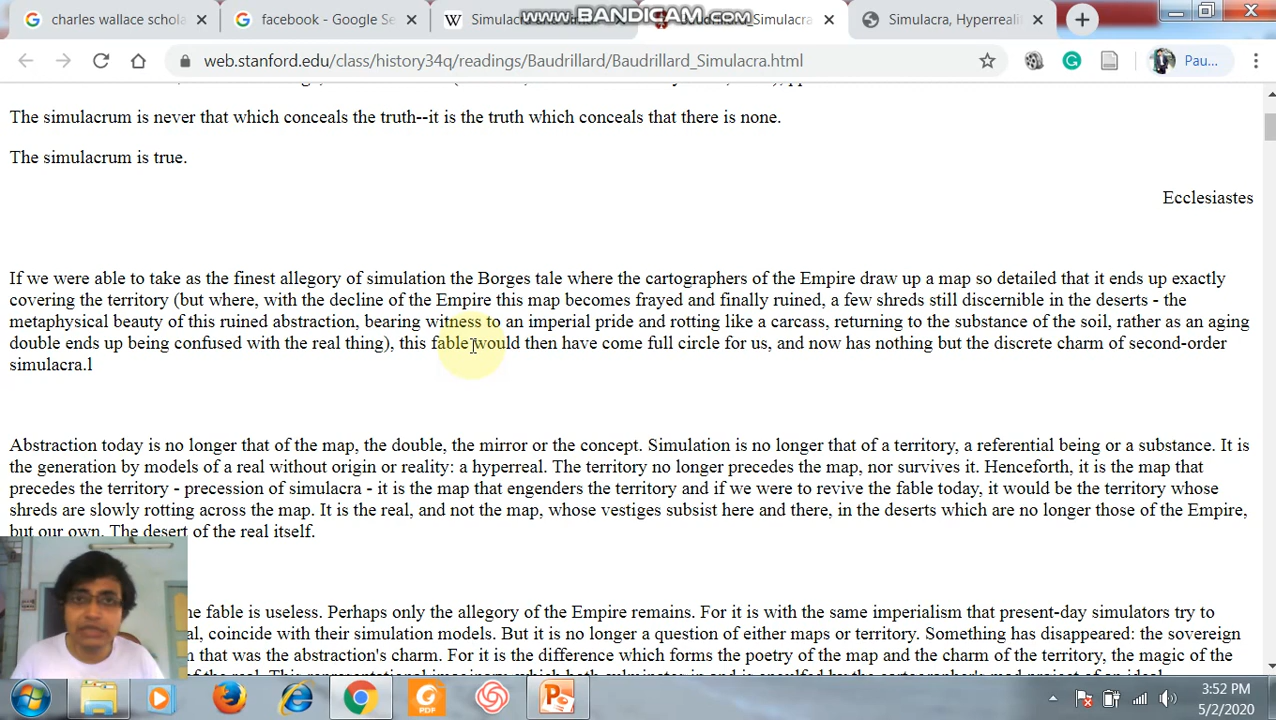 charles wallace schola
facebook - Google Se
Simulac
www.BANDICAM.com
Simulacra
Simulacra, Hyperreali
web.stanford.edu/class/history34q/readings/Baudrillard/Baudrillard_Simulacra.html
Pau...
The simulacrum is never that which conceals the truth--it is the truth which conceals that there is none.
The simulacrum is true.
Ecclesiastes
If we were able to take as the finest allegory of simulation the Borges tale where the cartographers of the Empire draw up a map so detailed that it ends up exactly
covering the territory (but where, with the decline of the Empire this map becomes frayed and finally ruined, a few shreds still discernible in the deserts - the
metaphysical beauty of this ruined abstraction, bearing witness to an imperial pride and rotting like a carcass, returning to the substance of the soil, rather as an aging
double ends up being confused with the real thing), this fable would then have come full circle for us, and now has nothing but the discrete charm of second-order
simulacra.l
Abstraction today is no longer that of the map, the double, the mirror or the concept. Simulation is no longer that of a territory, a referential being or a substance. It is
the generation by models of a real without origin or reality: a hyperreal. The territory no longer precedes the map, nor survives it. Henceforth, it is the map that
precedes the territory - precession of simulacra - it is the map that engenders the territory and if we were to revive the fable today, it would be the territory whose
shreds are slowly rotting across the map. It is the real, and not the map, whose vestiges subsist here and there, in the deserts which are no longer those of the Empire,
but our own. The desert of the real itself.
he fable is useless. Perhaps only the allegory of the Empire remains. For it is with the same imperialism that present-day simulators try to
al, coincide with their simulation models. But it is no longer a question of either maps or territory. Something has disappeared: the sovereign
n that was the abstraction's charm. For it is the difference which forms the poetry of the map and the charm of the territory, the magic of the
PDF
3:52 PM
5/2/2020